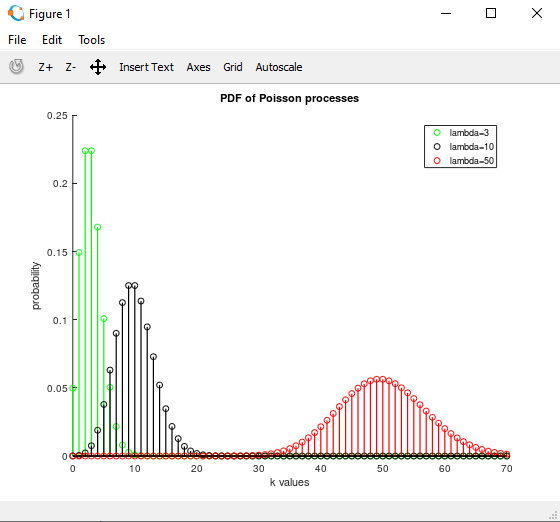 Figure 1
File Edit Tools
Z+ Z- Insert Text Axes Grid Autoscale
PDF of Poisson processes
lambda=3
lambda=10
lambda=50
0.25
0.2
0.15
0.1
0.05
0
probability
0 10 20 30 40 50 60 70
k values